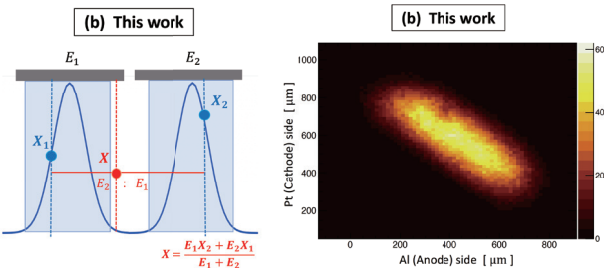 (b) This work
E₁ E₂
X₂
X₁
X
E₂ : E₁
X = (E₁X₂ + E₂X₁) / (E₁ + E₂)
(b) This work
Pt (Cathode) side [ μm ]
1000
800
600
400
200
0 200 400 600 800
Al (Anode) side [ μm ]
60
40
20
0